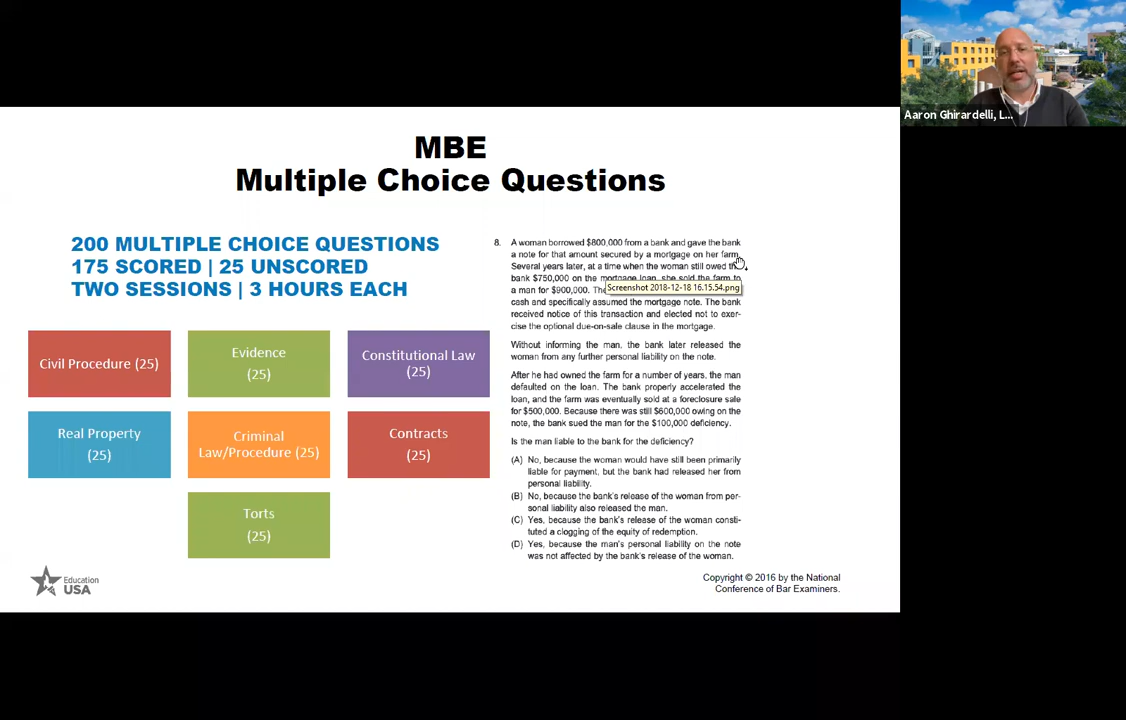 Aaron Ghirardelli, L...
MBE
Multiple Choice Questions
200 MULTIPLE CHOICE QUESTIONS
175 SCORED | 25 UNSCORED
TWO SESSIONS | 3 HOURS EACH
Civil Procedure (25)
Evidence
(25)
Constitutional Law
(25)
Real Property
(25)
Criminal
Law/Procedure (25)
Contracts
(25)
Torts
(25)
8. A woman borrowed $800,000 from a bank and gave the bank
a note for that amount secured by a mortgage on her farm.
Several years later, at a time when the woman still owed the
bank $750,000 on the mortgage loan, she sold the farm to
a man for $900,000. The
Screenshot 2018-12-18 16.15.54.png
cash and specifically assumed the mortgage note. The bank
received notice of this transaction and elected not to exer-
cise the optional due-on-sale clause in the mortgage.
Without informing the man, the bank later released the
woman from any further personal liability on the note.
After he had owned the farm for a number of years, the man
defaulted on the loan. The bank properly accelerated the
loan, and the farm was eventually sold at a foreclosure sale
for $500,000. Because there was still $600,000 owing on the
note, the bank sued the man for the $100,000 deficiency.
Is the man liable to the bank for the deficiency?
(A) No, because the woman would have still been primarily
liable for payment, but the bank had released her from
personal liability.
(B) No, because the bank's release of the woman from per-
sonal liability also released the man.
(C) Yes, because the bank's release of the woman consti-
tuted a clogging of the equity of redemption.
(D) Yes, because the man's personal liability on the note
was not affected by the bank's release of the woman.
Education
USA
Copyright © 2016 by the National
Conference of Bar Examiners.